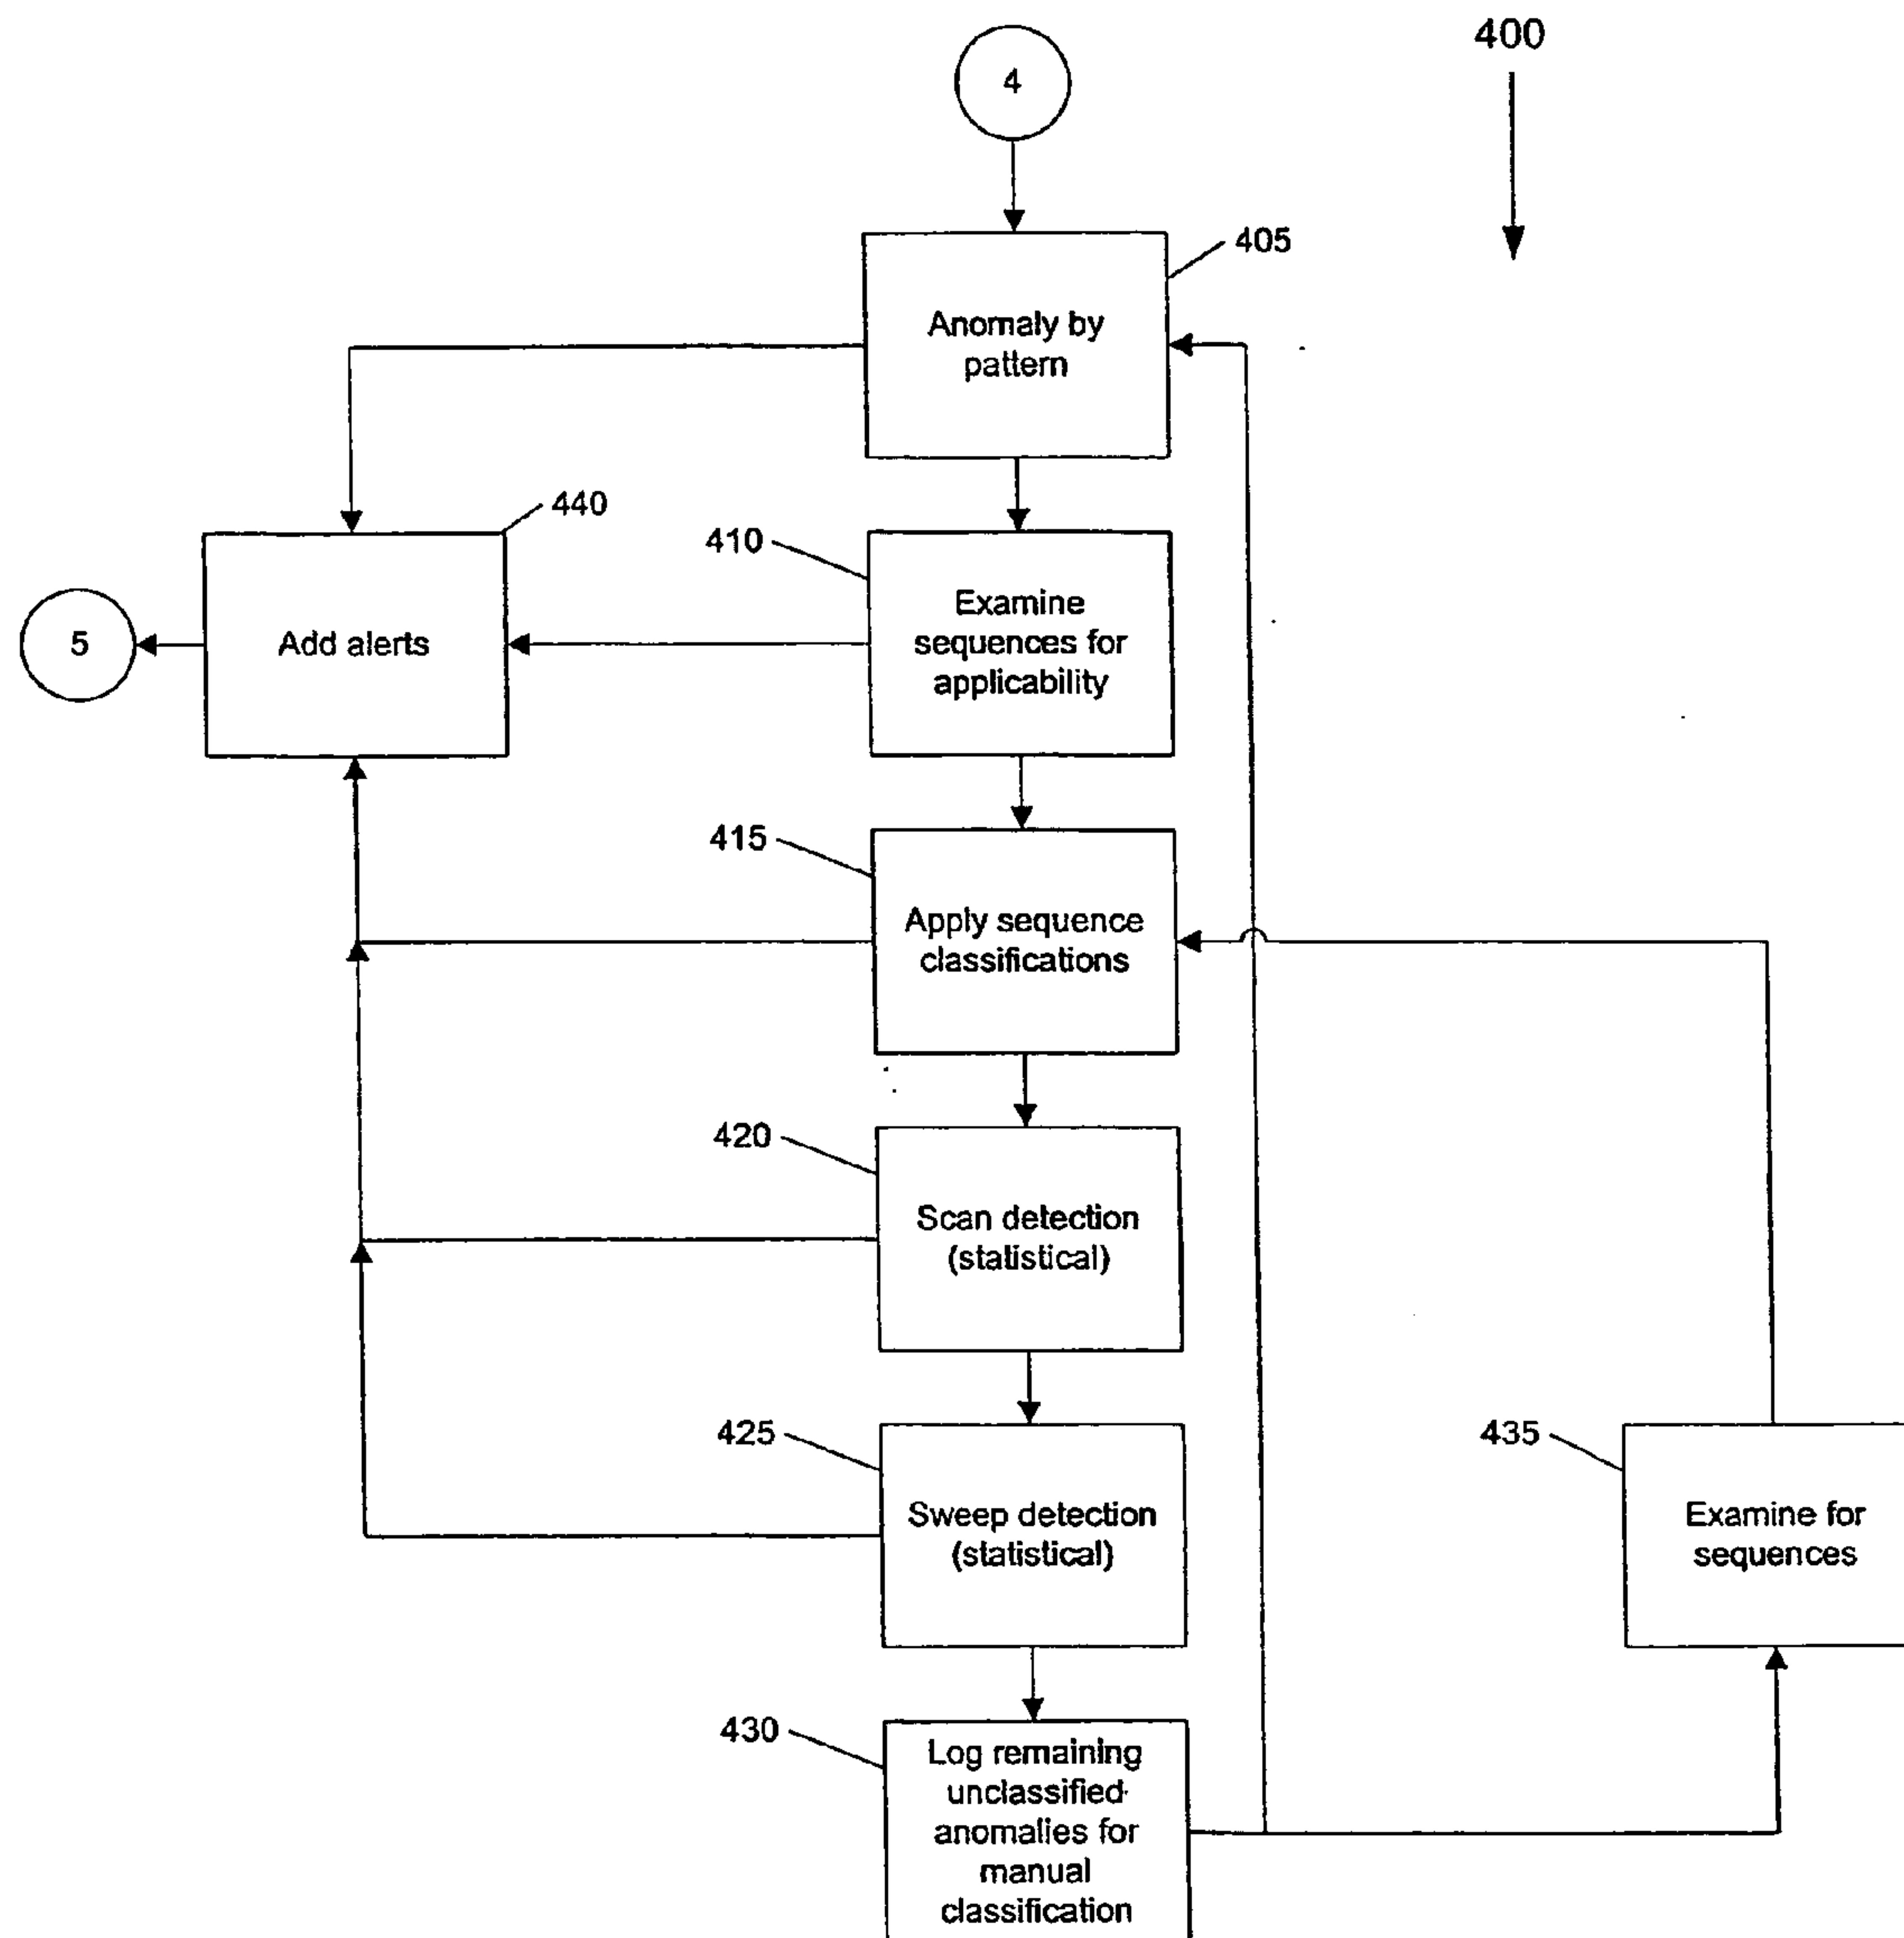 400
4
405
Anomaly by
pattern
440
410
Examine
sequences for
applicability
5
Add alerts
415
Apply sequence
classifications
420
Scan detection
(statistical)
425
Sweep detection
(statistical)
435
Examine for
sequences
430
Log remaining
unclassified
anomalies for
manual
classification